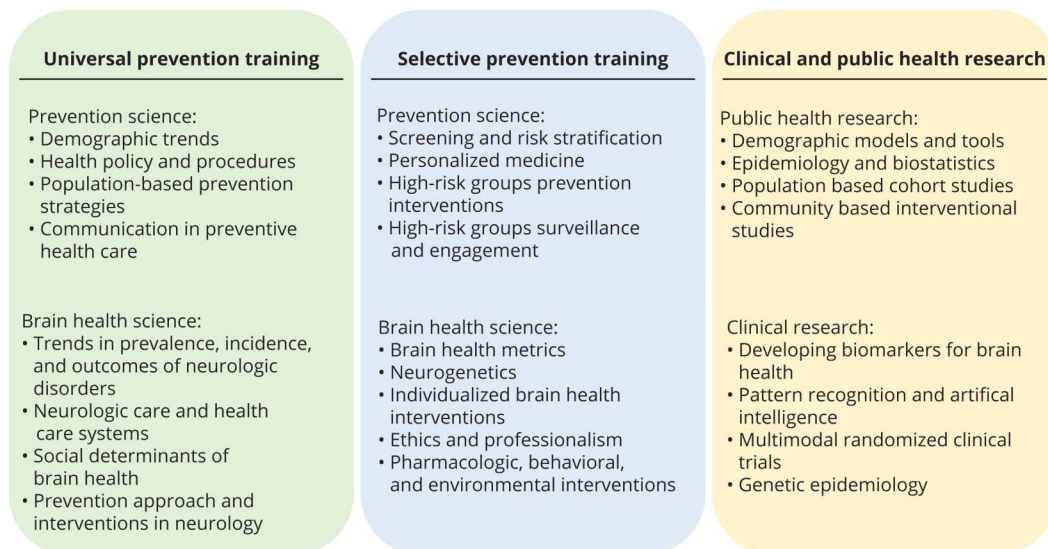 Universal prevention training
Prevention science:
• Demographic trends
• Health policy and procedures
• Population-based prevention
strategies
• Communication in preventive
health care
Brain health science:
• Trends in prevalence, incidence,
and outcomes of neurologic
disorders
• Neurologic care and health
care systems
• Social determinants of
brain health
• Prevention approach and
interventions in neurology
Selective prevention training
Prevention science:
• Screening and risk stratification
• Personalized medicine
• High-risk groups prevention
interventions
• High-risk groups surveillance
and engagement
Brain health science:
• Brain health metrics
• Neurogenetics
• Individualized brain health
interventions
• Ethics and professionalism
• Pharmacologic, behavioral,
and environmental interventions
Clinical and public health research
Public health research:
• Demographic models and tools
• Epidemiology and biostatistics
• Population based cohort studies
• Community based interventional
studies
Clinical research:
• Developing biomarkers for brain
health
• Pattern recognition and artifical
intelligence
• Multimodal randomized clinical
trials
• Genetic epidemiology